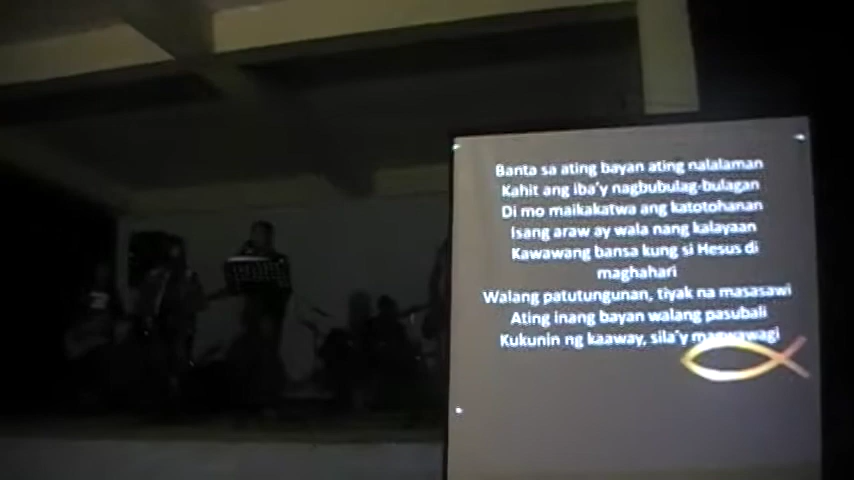 Banta sa ating bayan ating nalalaman
Kahit ang iba'y nagbubulag-bulagan
Di mo maikakatwa ang katotohanan
Isang araw ay wala nang kalayaan
Kawawang bansa kung si Hesus di
maghahari
Walang patutungunan, tiyak na masasawi
Ating inang bayan walang pasubali
Kukunin ng kaaway, sila'y magwawagi